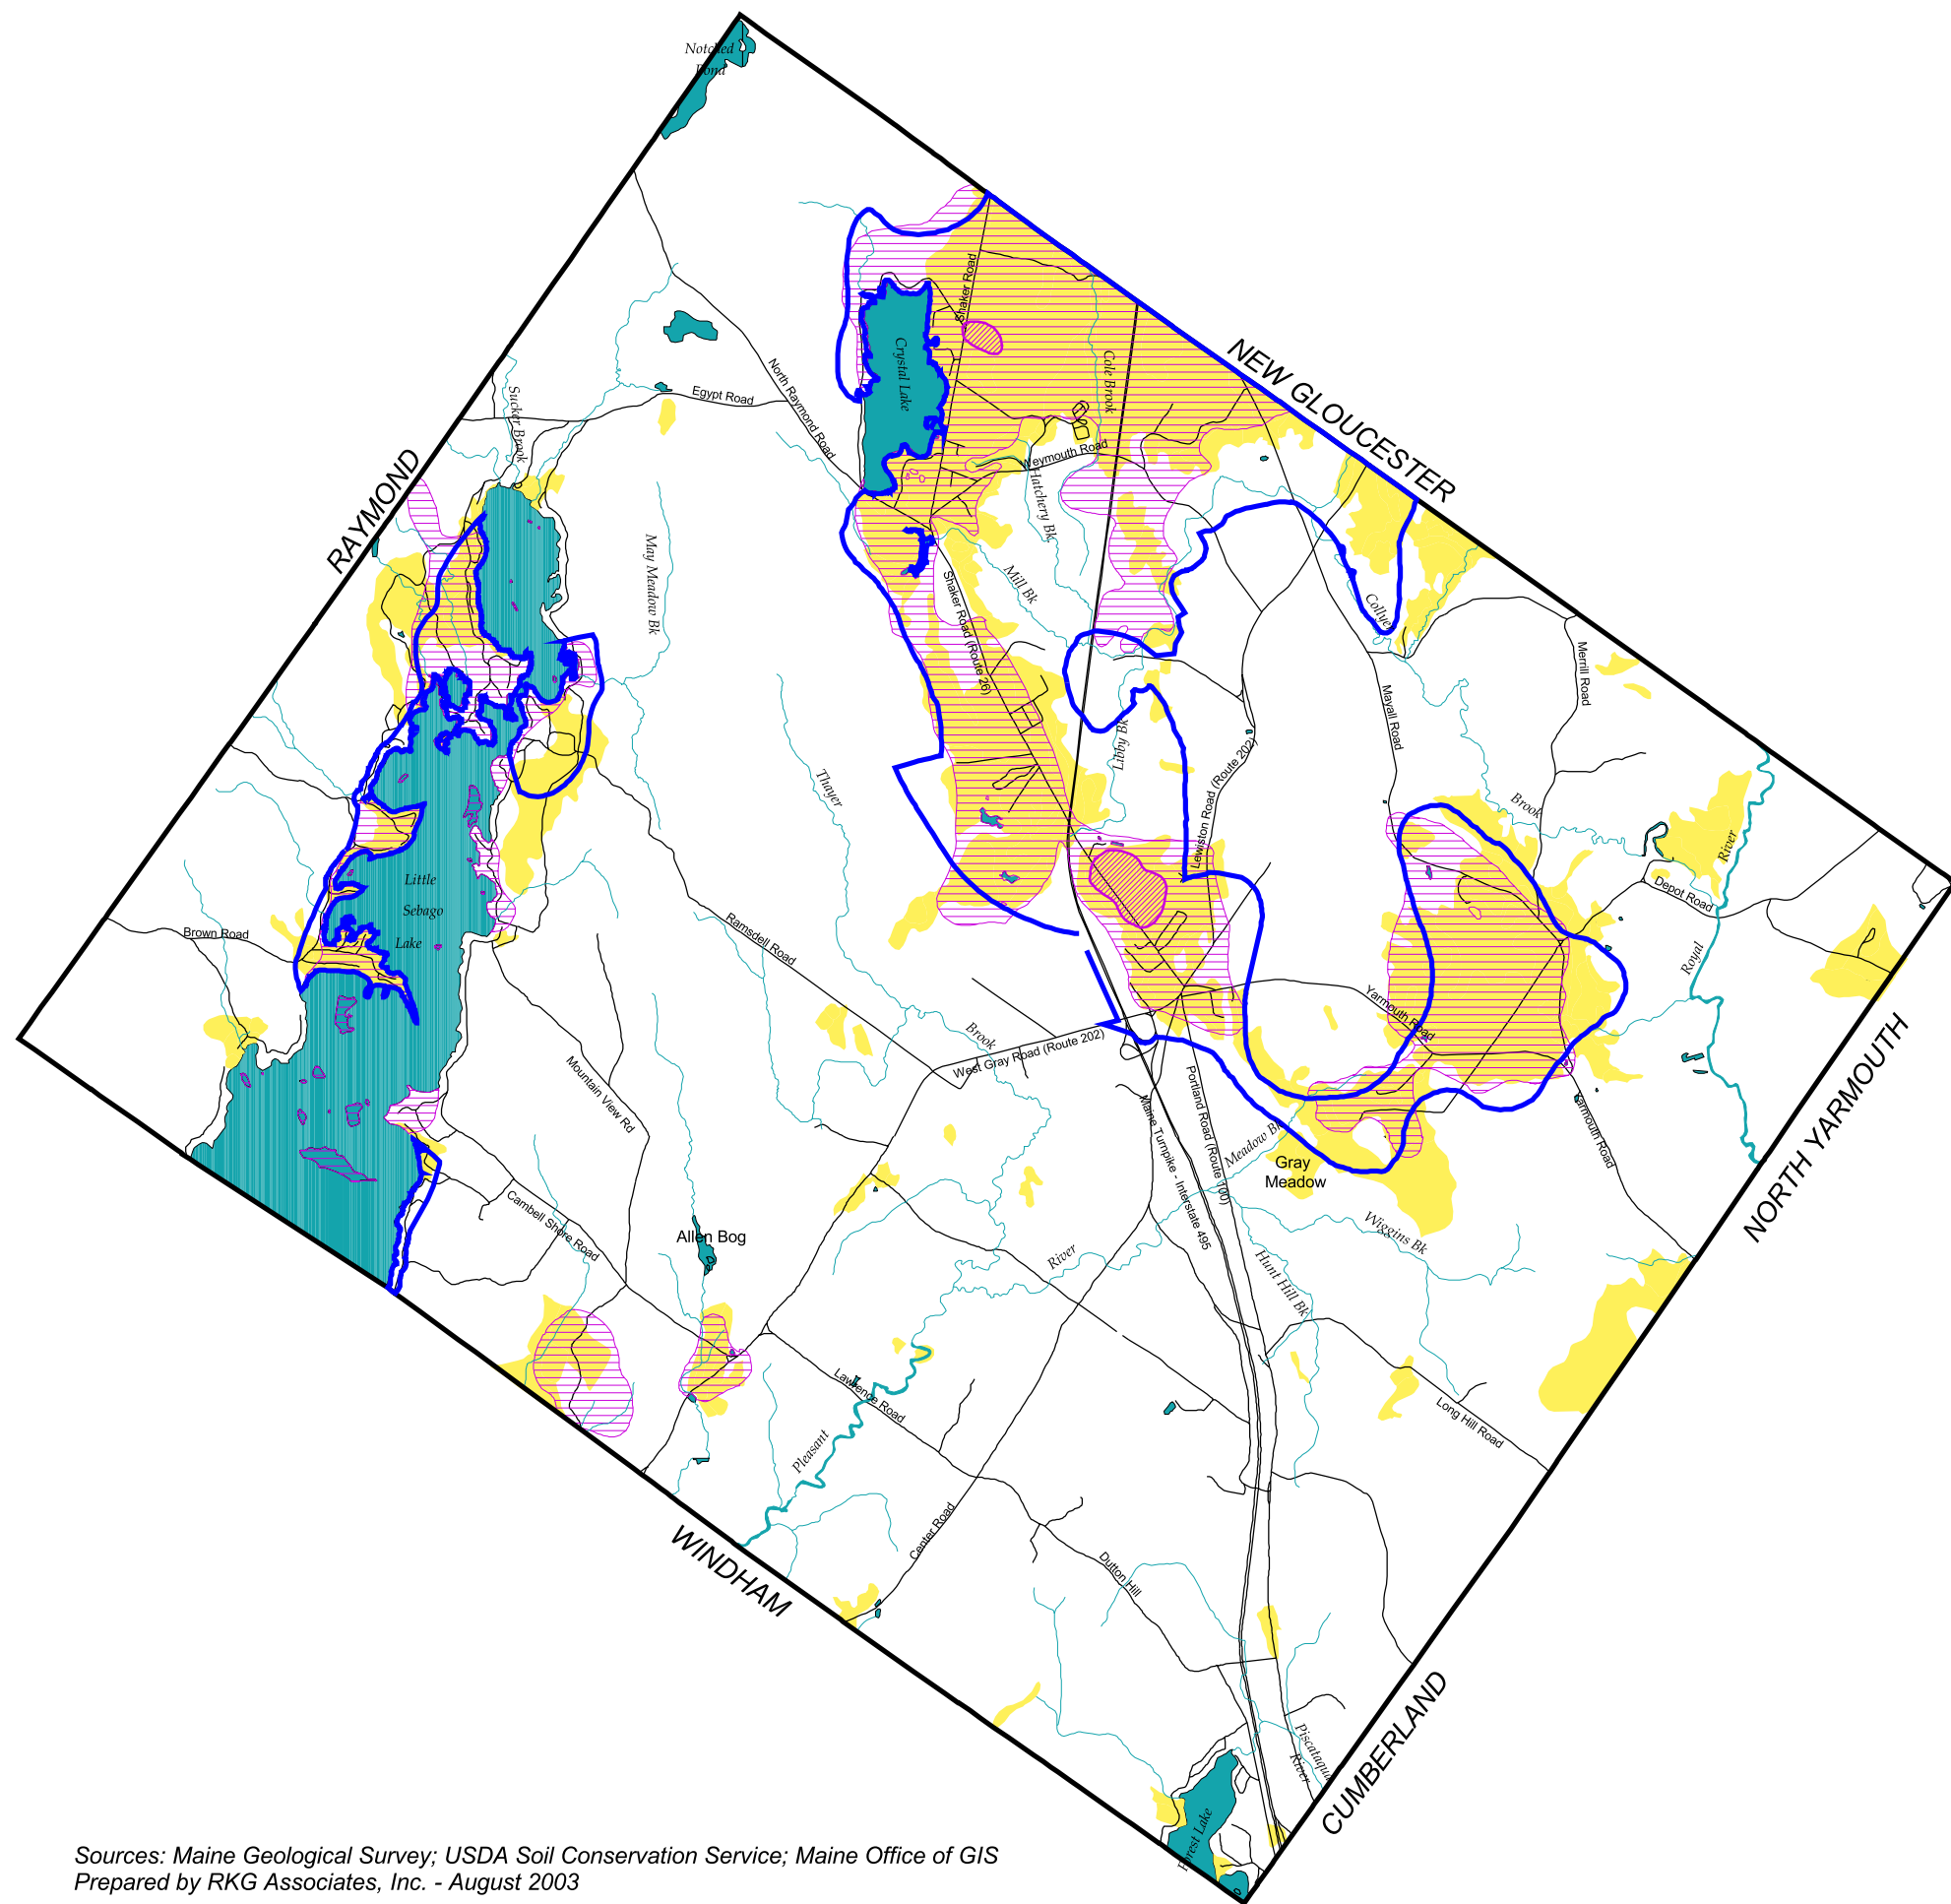 Notched
Pond
Shaker Road
Crystal Lake
Cole Brook
NEW GLOUCESTER
North Raymond Road
Egypt Road
Sucker Brook
RAYMOND
Weymouth Road
Hatchery Bk
May Meadow Bk
Mill Bk
Shaker Road (Route 26)
Collyer
Merrill Road
Mayall Road
Libby Bk
Thayer
Lewiston Road (Route 202)
Brook
River
Depot Road
Little
Sebago
Lake
Brown Road
Ramsdell Road
Royal
Yarmouth Road
Brook
West Gray Road (Route 202)
Mountain View Rd
Maine Turnpike - Interstate 495
Portland Road (Route 100)
Meadow Bk
Gray
Meadow
Yarmouth Road
NORTH YARMOUTH
Cambell Shore Road
Allen Bog
River
Wiggins Bk
Hunt Hill Bk
Lawrence Road
Pleasant
Long Hill Road
WINDHAM
Center Road
Dutton Hill
CUMBERLAND
Piscataqua
River
Forest Lake
Sources: Maine Geological Survey; USDA Soil Conservation Service; Maine Office of GIS
Prepared by RKG Associates, Inc. - August 2003